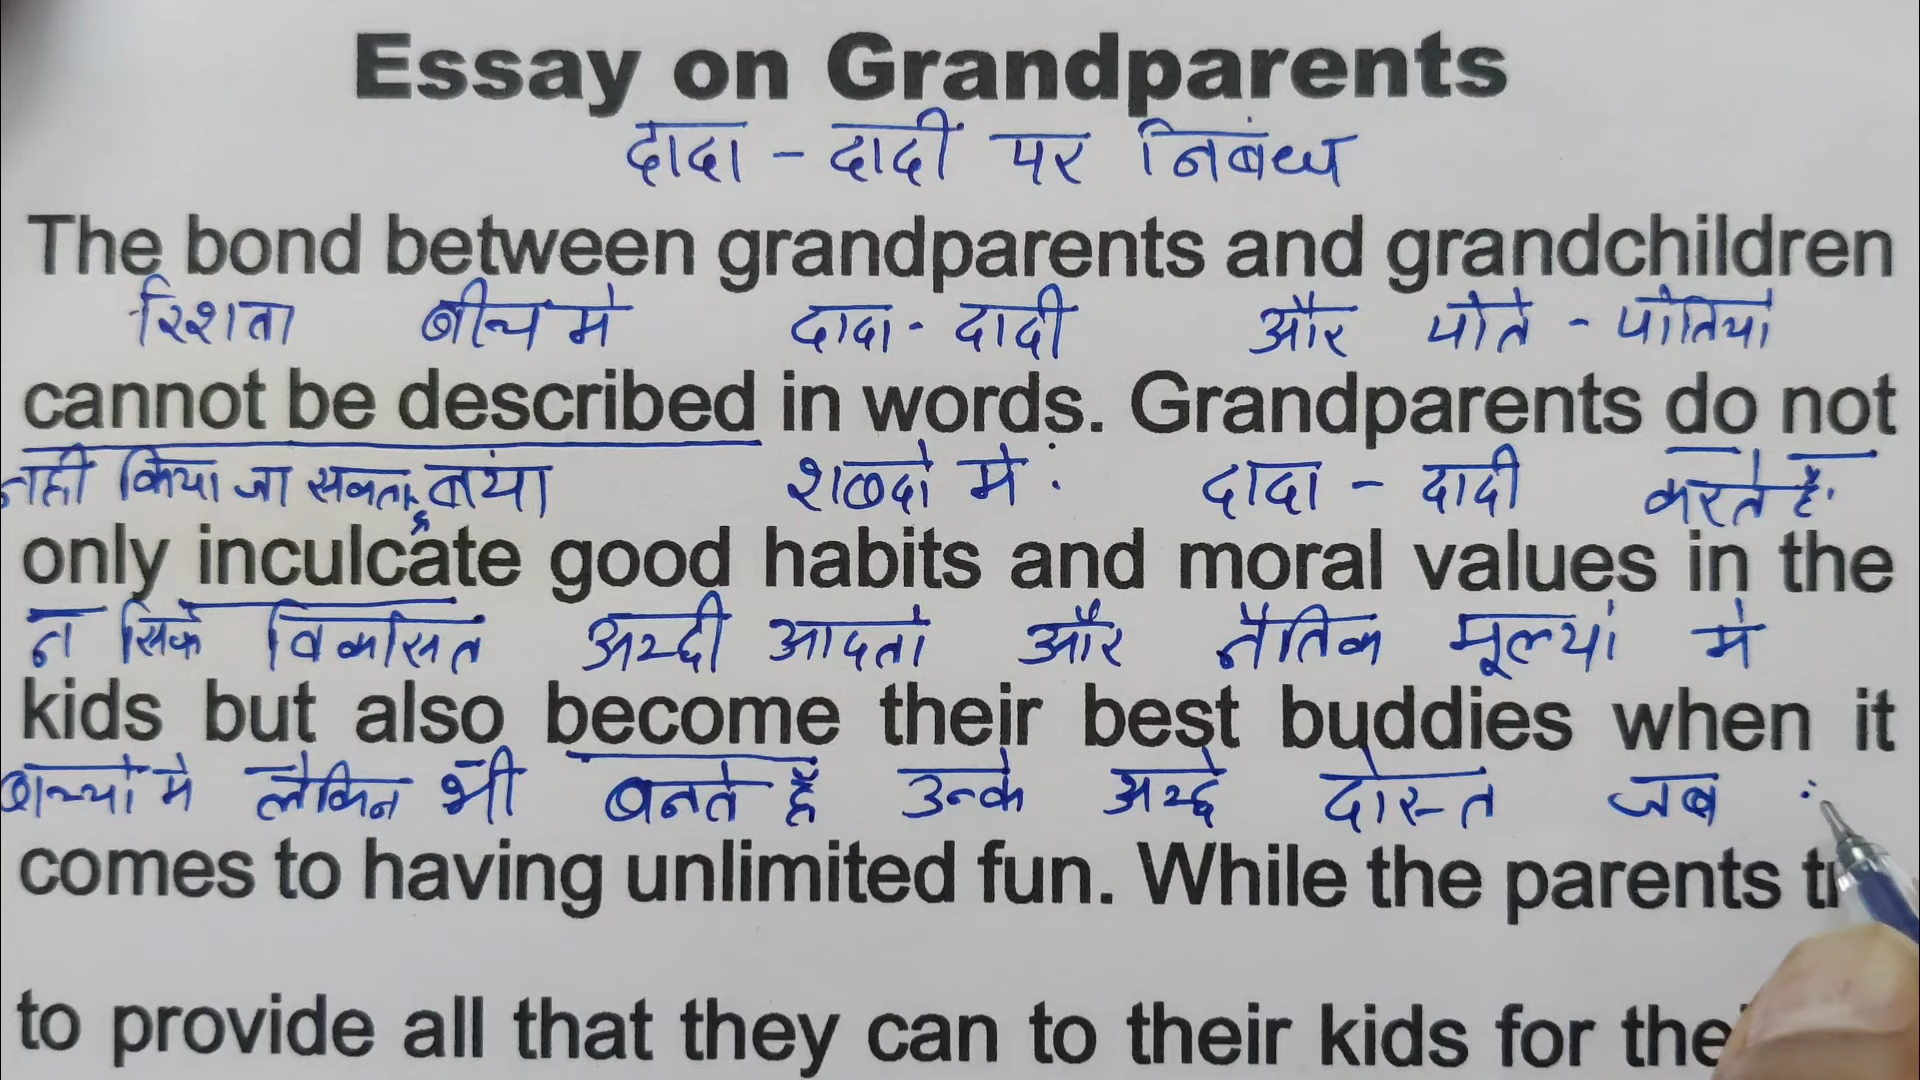 Essay on Grandparents
दादा - दादी पर निबंध
The bond between grandparents and grandchildren
रिशता बीच मे दादा - दादी और पोते - पोतियो
cannot be described in words. Grandparents do not
नही किया जा सकता बयां शब्दो मे दादा - दादी करते है
only inculcate good habits and moral values in the
न सिर्फ विकसित अच्छी आदतो और नैतिक मूल्यों मे
kids but also become their best buddies when it
बच्चो मे लेकिन भी बनते है उनके अच्छे दोस्त जब
comes to having unlimited fun. While the parents
to provide all that they can to their kids for